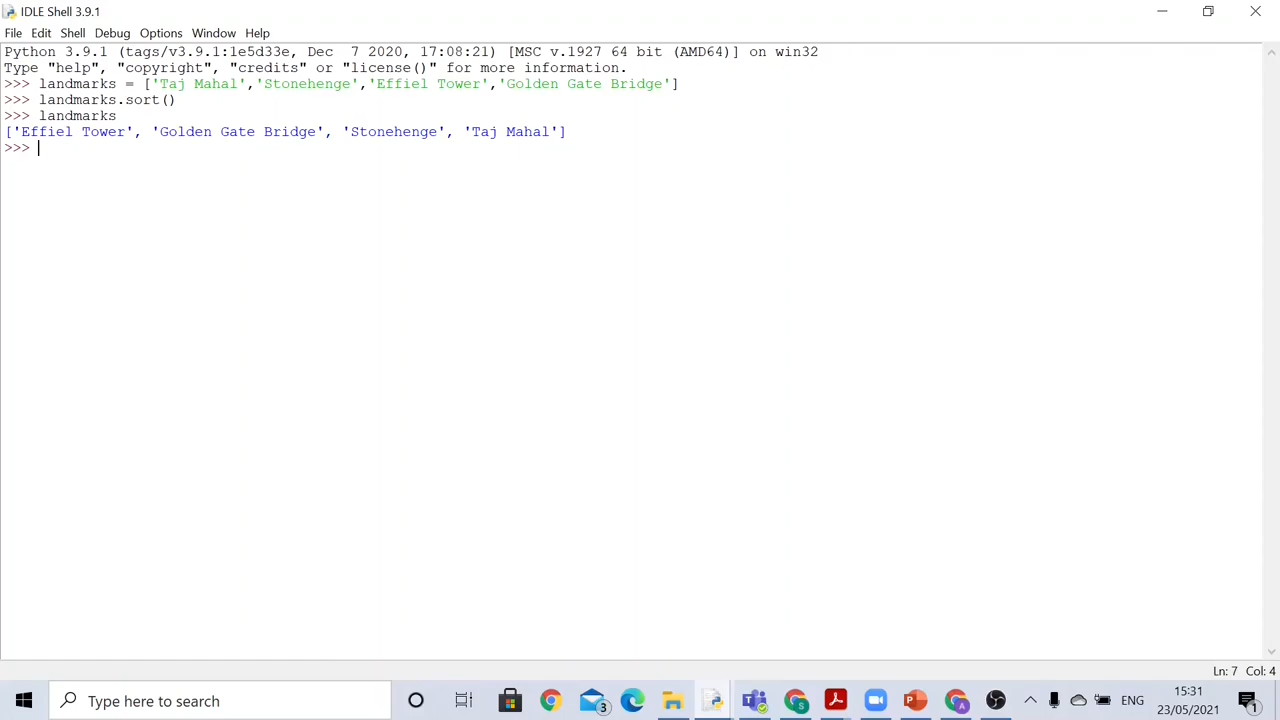 IDLE Shell 3.9.1
File Edit Shell Debug Options Window Help
Python 3.9.1 (tags/v3.9.1:1e5d33e, Dec  7 2020, 17:08:21) [MSC v.1927 64 bit (AMD64)] on win32
Type "help", "copyright", "credits" or "license()" for more information.
>>> landmarks = ['Taj Mahal','Stonehenge','Effiel Tower','Golden Gate Bridge']
>>> landmarks.sort()
>>> landmarks
['Effiel Tower', 'Golden Gate Bridge', 'Stonehenge', 'Taj Mahal']
>>>
Ln: 7 Col: 4
Type here to search
3
S
A
ENG
15:31
23/05/2021
1